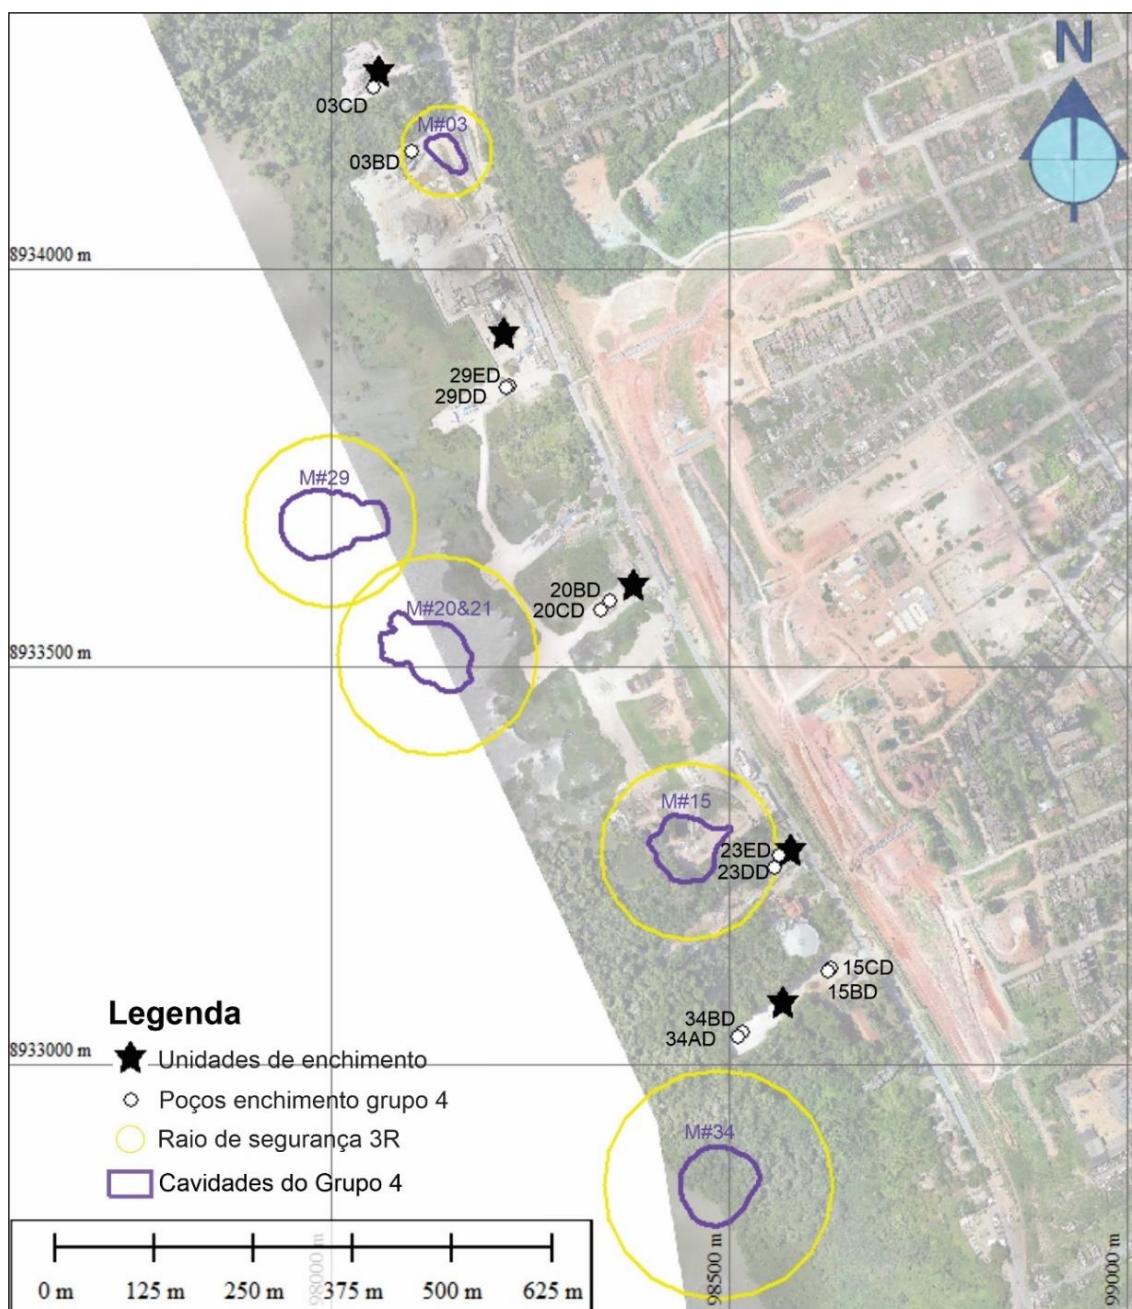 N
03CD
M#03
03BD
8934000 m
29ED
29DD
M#29
20BD
20CD
M#20&21
8933500 m
M#15
23ED
23DD
15CD
15BD
34BD
34AD
8933000 m
M#34
Legenda
Unidades de enchimento
Poços enchimento grupo 4
Raio de segurança 3R
Cavidades do Grupo 4
98000 m
98500 m
99000 m
0 m 125 m 250 m 375 m 500 m 625 m